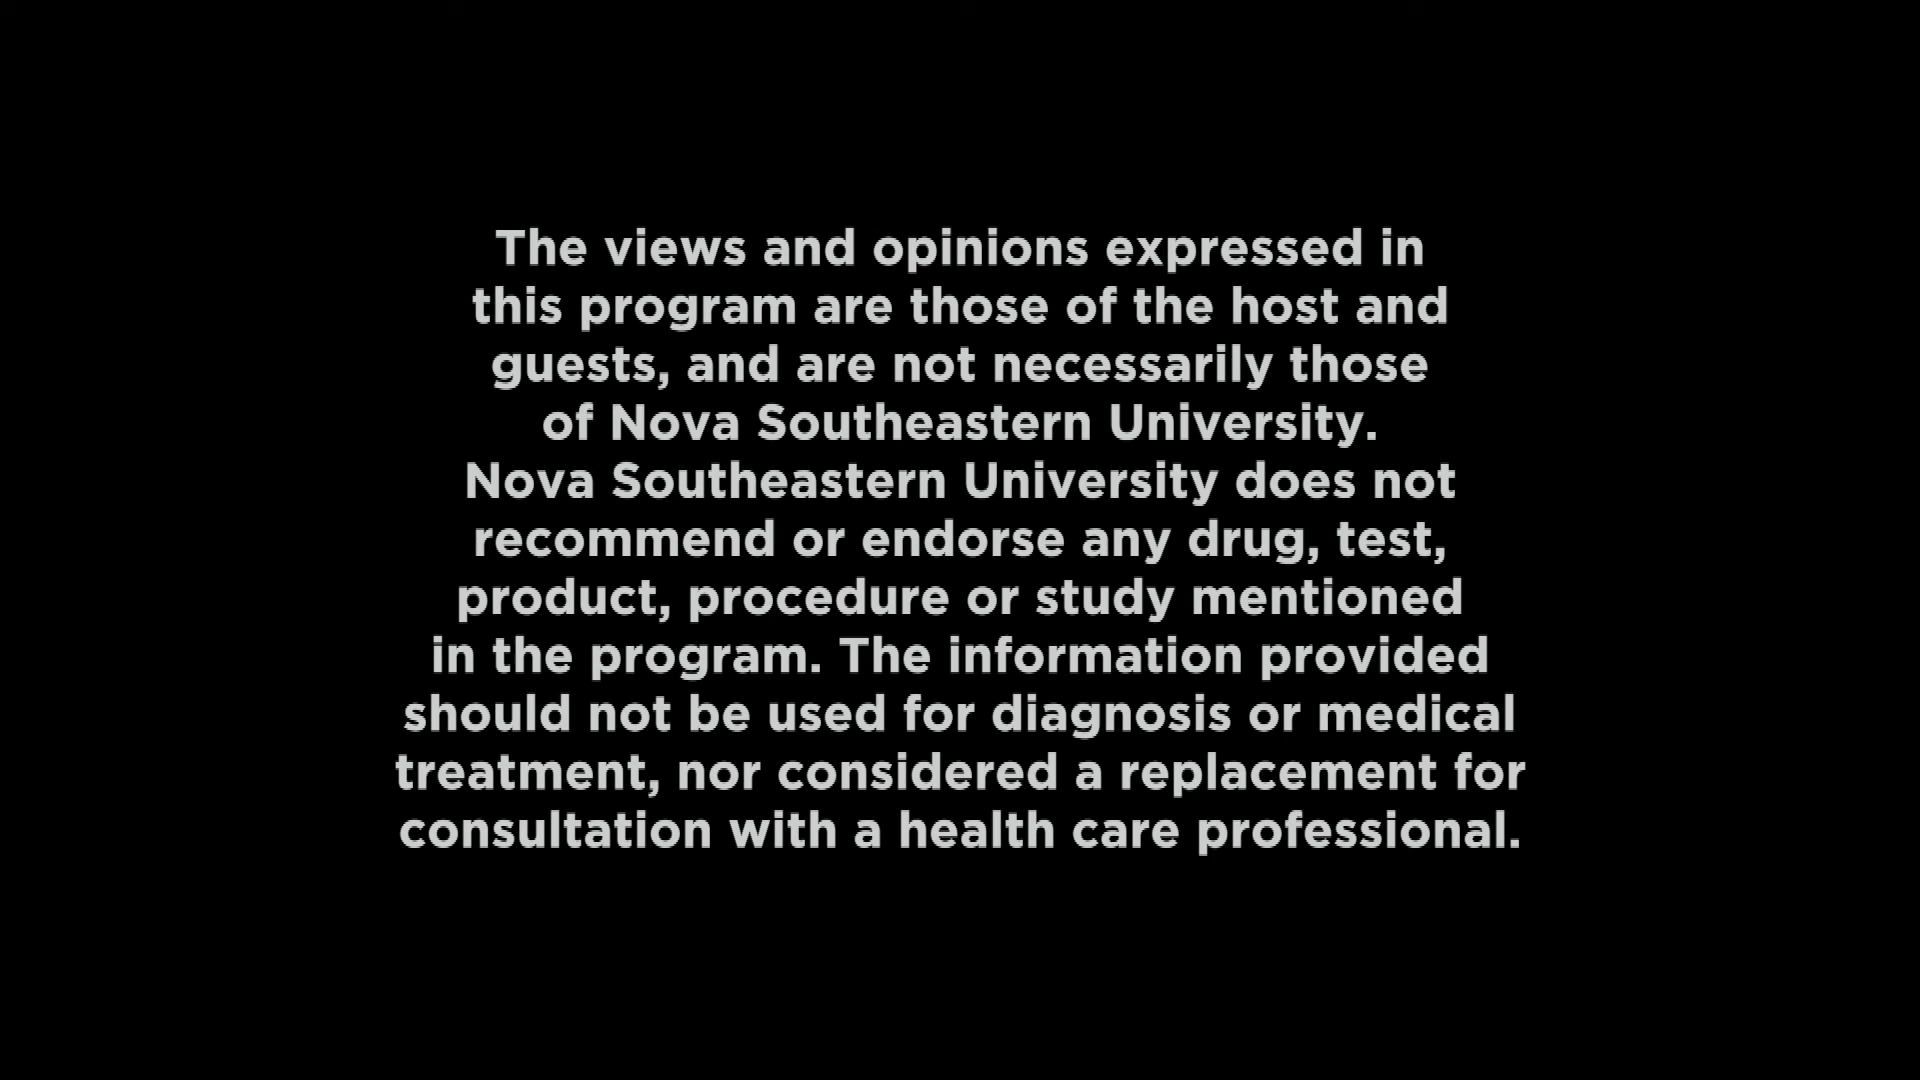 The views and opinions expressed in
this program are those of the host and
guests, and are not necessarily those
of Nova Southeastern University.
Nova Southeastern University does not
recommend or endorse any drug, test,
product, procedure or study mentioned
in the program. The information provided
should not be used for diagnosis or medical
treatment, nor considered a replacement for
consultation with a health care professional.